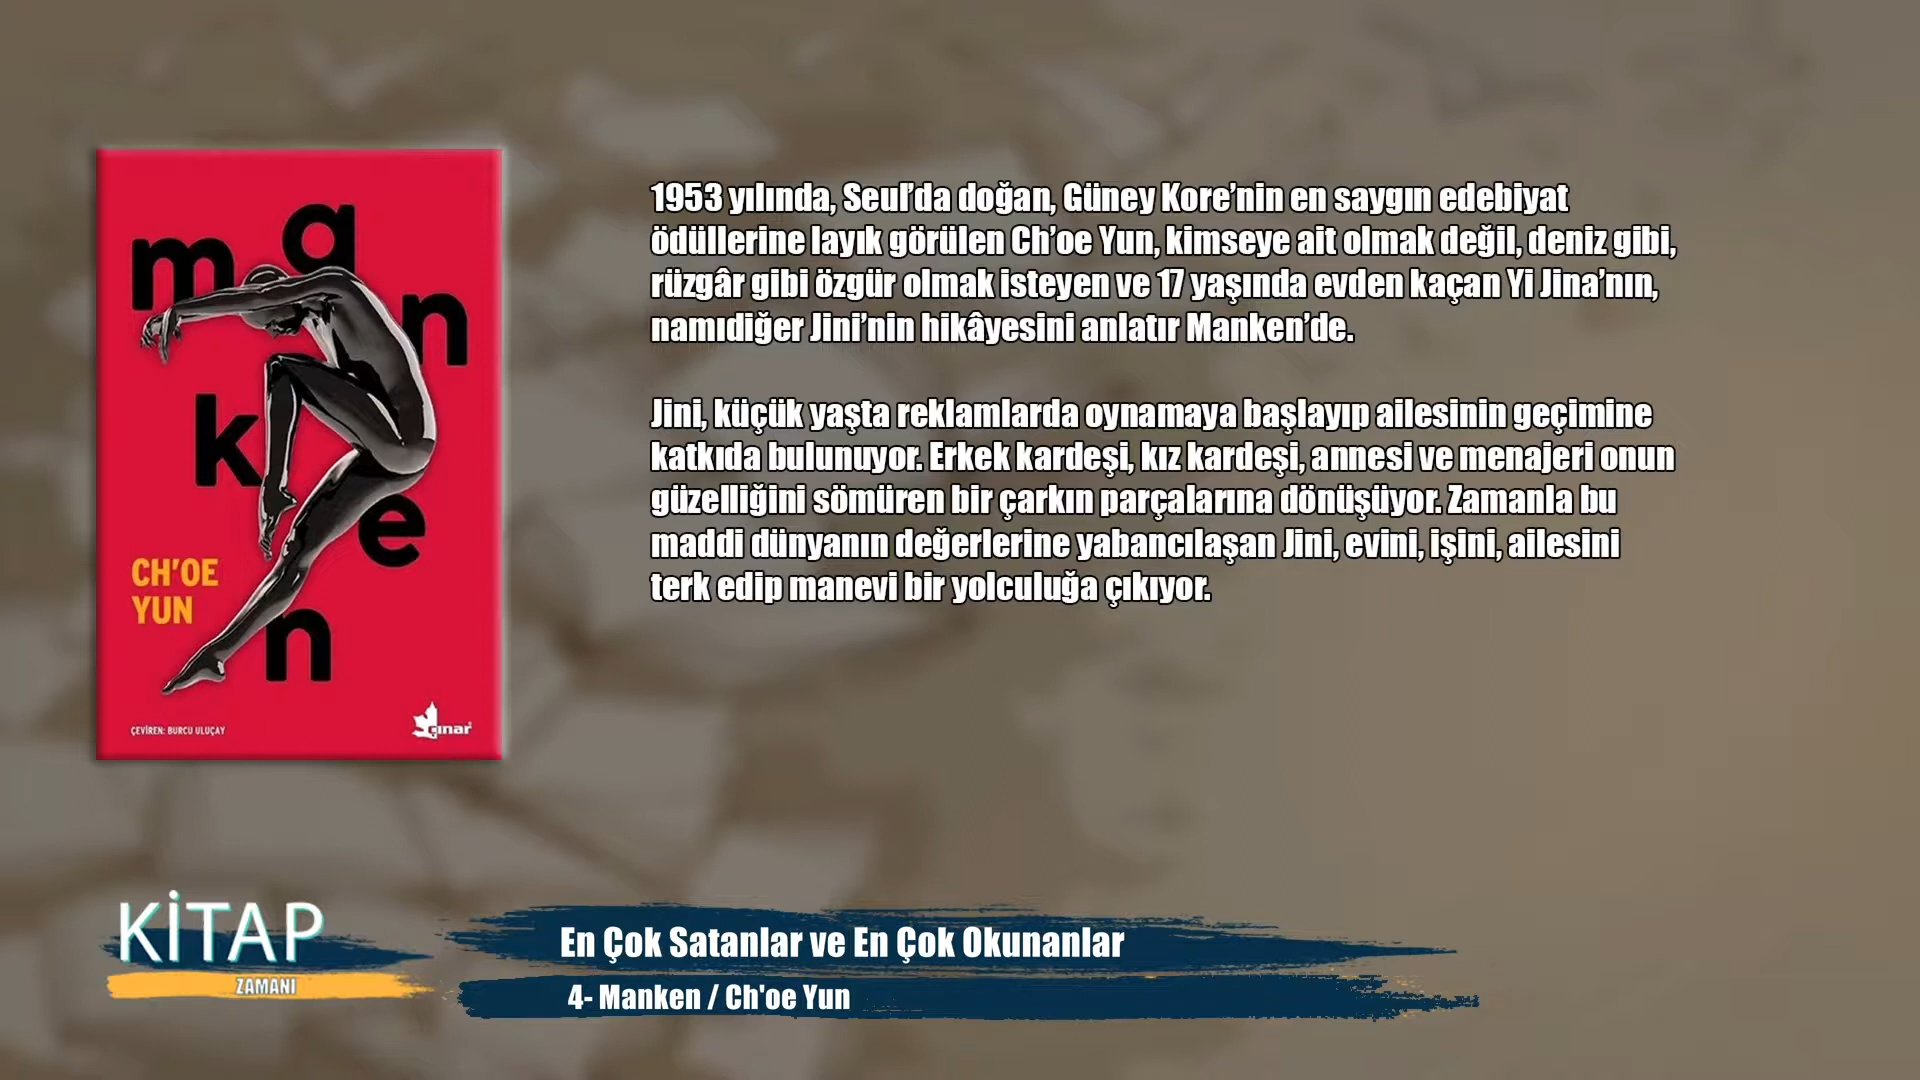 manken
CH'OE
YUN
ÇEVİREN: BURCU ULUÇAY
çınar
1953 yılında, Seul’da doğan, Güney Kore’nin en saygın edebiyat
ödüllerine layık görülen Ch’oe Yun, kimseye ait olmak değil, deniz gibi,
rüzgâr gibi özgür olmak isteyen ve 17 yaşında evden kaçan Yi Jina’nın,
namıdiğer Jini’nin hikâyesini anlatır Manken’de.
Jini, küçük yaşta reklamlarda oynamaya başlayıp ailesinin geçimine
katkıda bulunuyor. Erkek kardeşi, kız kardeşi, annesi ve menajeri onun
güzelliğini sömüren bir çarkın parçalarına dönüşüyor. Zamanla bu
maddi dünyanın değerlerine yabancılaşan Jini, evini, işini, ailesini
terk edip manevi bir yolculuğa çıkıyor.
KİTAP
ZAMANI
En Çok Satanlar ve En Çok Okunanlar
4- Manken / Ch'oe Yun